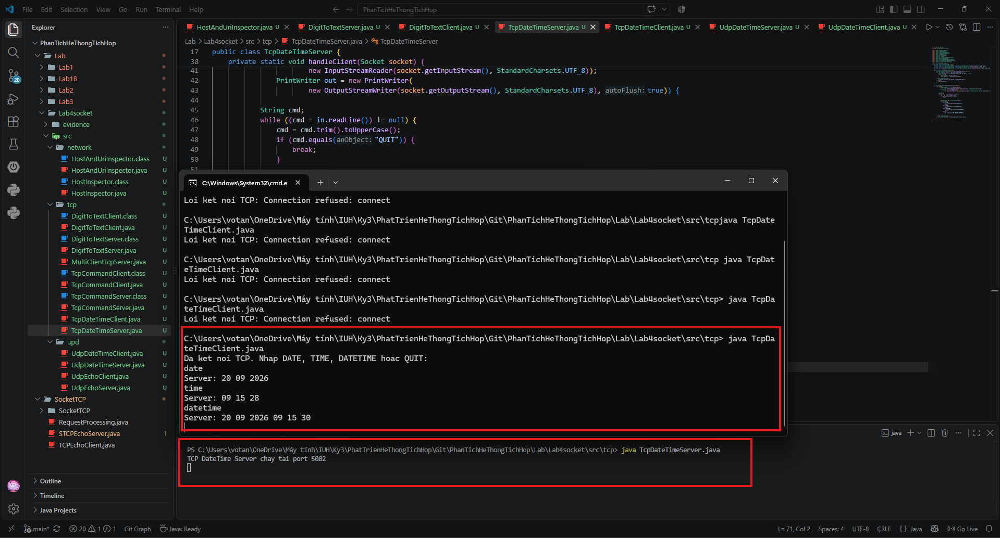 File Edit Selection View Go Run Terminal Help
PhanTichHeThongTichHop
Explorer
PhanTichHeThongTichHop
Lab
Lab1
Lab1B
Lab2
Lab3
Lab4socket
evidence
src
network
HostAndUriInspector.class U
HostAndUriInspector.java U
HostInspector.class U
HostInspector.java U
tcp
DigitToTextClient.class U
DigitToTextClient.java U
DigitToTextServer.class U
DigitToTextServer.java U
MultiClientTcpServer.java U
TcpCommandClient.class U
TcpCommandClient.java U
TcpCommandServer.class U
TcpCommandServer.java U
TcpDateTimeClient.java U
TcpDateTimeServer.java U
upd
UdpDateTimeClient.java U
UdpDateTimeServer.java U
UdpEchoClient.java U
UdpEchoServer.java U
SocketTCP
SocketTCP
RequestProcessing.java
STCPEchoServer.java 1
TCPEchoClient.java
Outline
Timeline
Java Projects
20
HostAndUriInspector.java U DigitToTextServer.java U DigitToTextClient.java U TcpDateTimeServer.java U TcpDateTimeClient.java U UdpDateTimeServer.java U UdpDateTimeClient.java U
Lab > Lab4socket > src > tcp > TcpDateTimeServer.java > TcpDateTimeServer
17 public class TcpDateTimeServer {
38 private static void handleClient(Socket socket) {
41 new InputStreamReader(socket.getInputStream(), StandardCharsets.UTF_8));
42 PrintWriter out = new PrintWriter(
43 new OutputStreamWriter(socket.getOutputStream(), StandardCharsets.UTF_8), autoFlush: true)) {
44
45 String cmd;
46 while ((cmd = in.readLine()) != null) {
47 cmd = cmd.trim().toUpperCase();
48 if (cmd.equals(anObject: "QUIT")) {
49 break;
50 }
51
C:\Windows\System32\cmd.e
Loi ket noi TCP: Connection refused: connect
C:\Users\votan\OneDrive\Máy tính\IUH\Ky3\PhatTrienHeThongTichHop\Git\PhanTichHeThongTichHop\Lab\Lab4socket\src\tcpjava TcpDate
TimeClient.java
Loi ket noi TCP: Connection refused: connect
C:\Users\votan\OneDrive\Máy tính\IUH\Ky3\PhatTrienHeThongTichHop\Git\PhanTichHeThongTichHop\Lab\Lab4socket\src\tcp java TcpDat
eTimeClient.java
Loi ket noi TCP: Connection refused: connect
C:\Users\votan\OneDrive\Máy tính\IUH\Ky3\PhatTrienHeThongTichHop\Git\PhanTichHeThongTichHop\Lab\Lab4socket\src\tcp> java TcpDa
teTimeClient.java
Loi ket noi TCP: Connection refused: connect
C:\Users\votan\OneDrive\Máy tính\IUH\Ky3\PhatTrienHeThongTichHop\Git\PhanTichHeThongTichHop\Lab\Lab4socket\src\tcp> java TcpDa
teTimeClient.java
Da ket noi TCP. Nhap DATE, TIME, DATETIME hoac QUIT:
date
Server: 20 09 2026
time
Server: 09 15 28
datetime
Server: 20 09 2026 09 15 30
java
PS C:\Users\votan\OneDrive\Máy tính\IUH\Ky3\PhatTrienHeThongTichHop\Git\PhanTichHeThongTichHop\Lab\Lab4socket\src\tcp> java TcpDateTimeServer.java
TCP DateTime Server chay tai port 5002
main* 20 1 1 Git Graph Java: Ready Ln 71, Col 2 Spaces: 4 UTF-8 CRLF {} Java Go Live